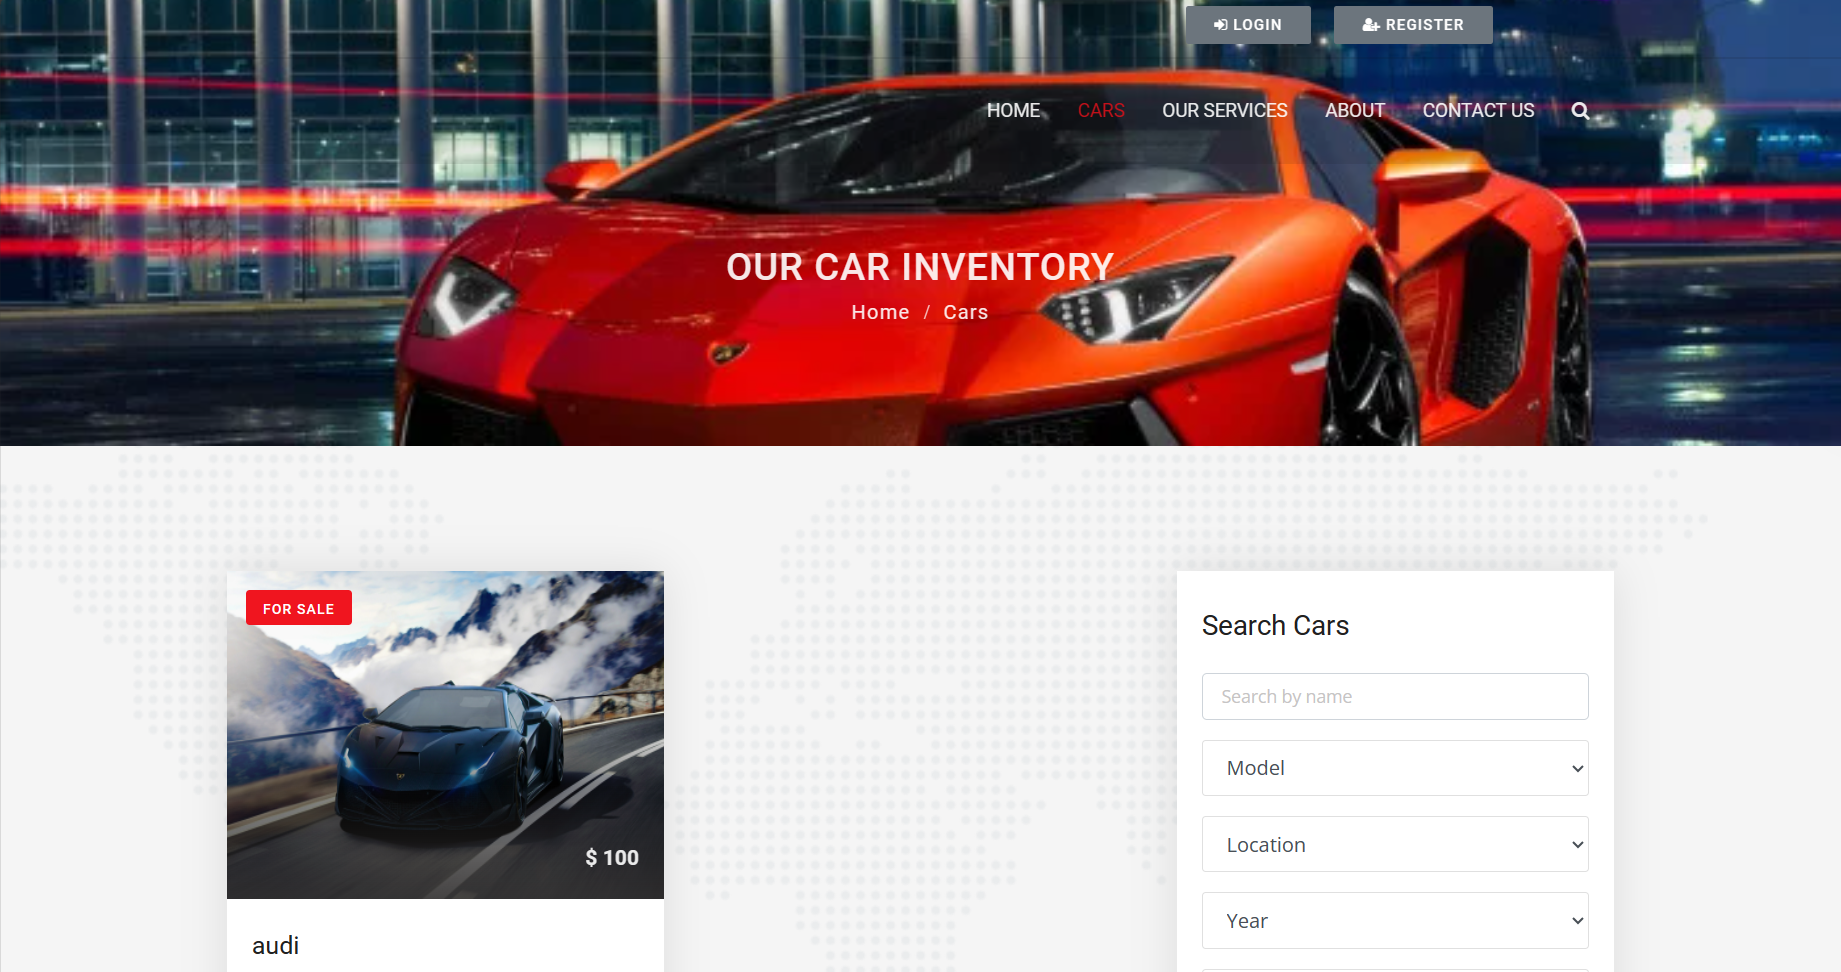 LOGIN
REGISTER
HOME
CARS
OUR SERVICES
ABOUT
CONTACT US
OUR CAR INVENTORY
Home / Cars
FOR SALE
$ 100
audi
Search Cars
Search by name
Model
Location
Year